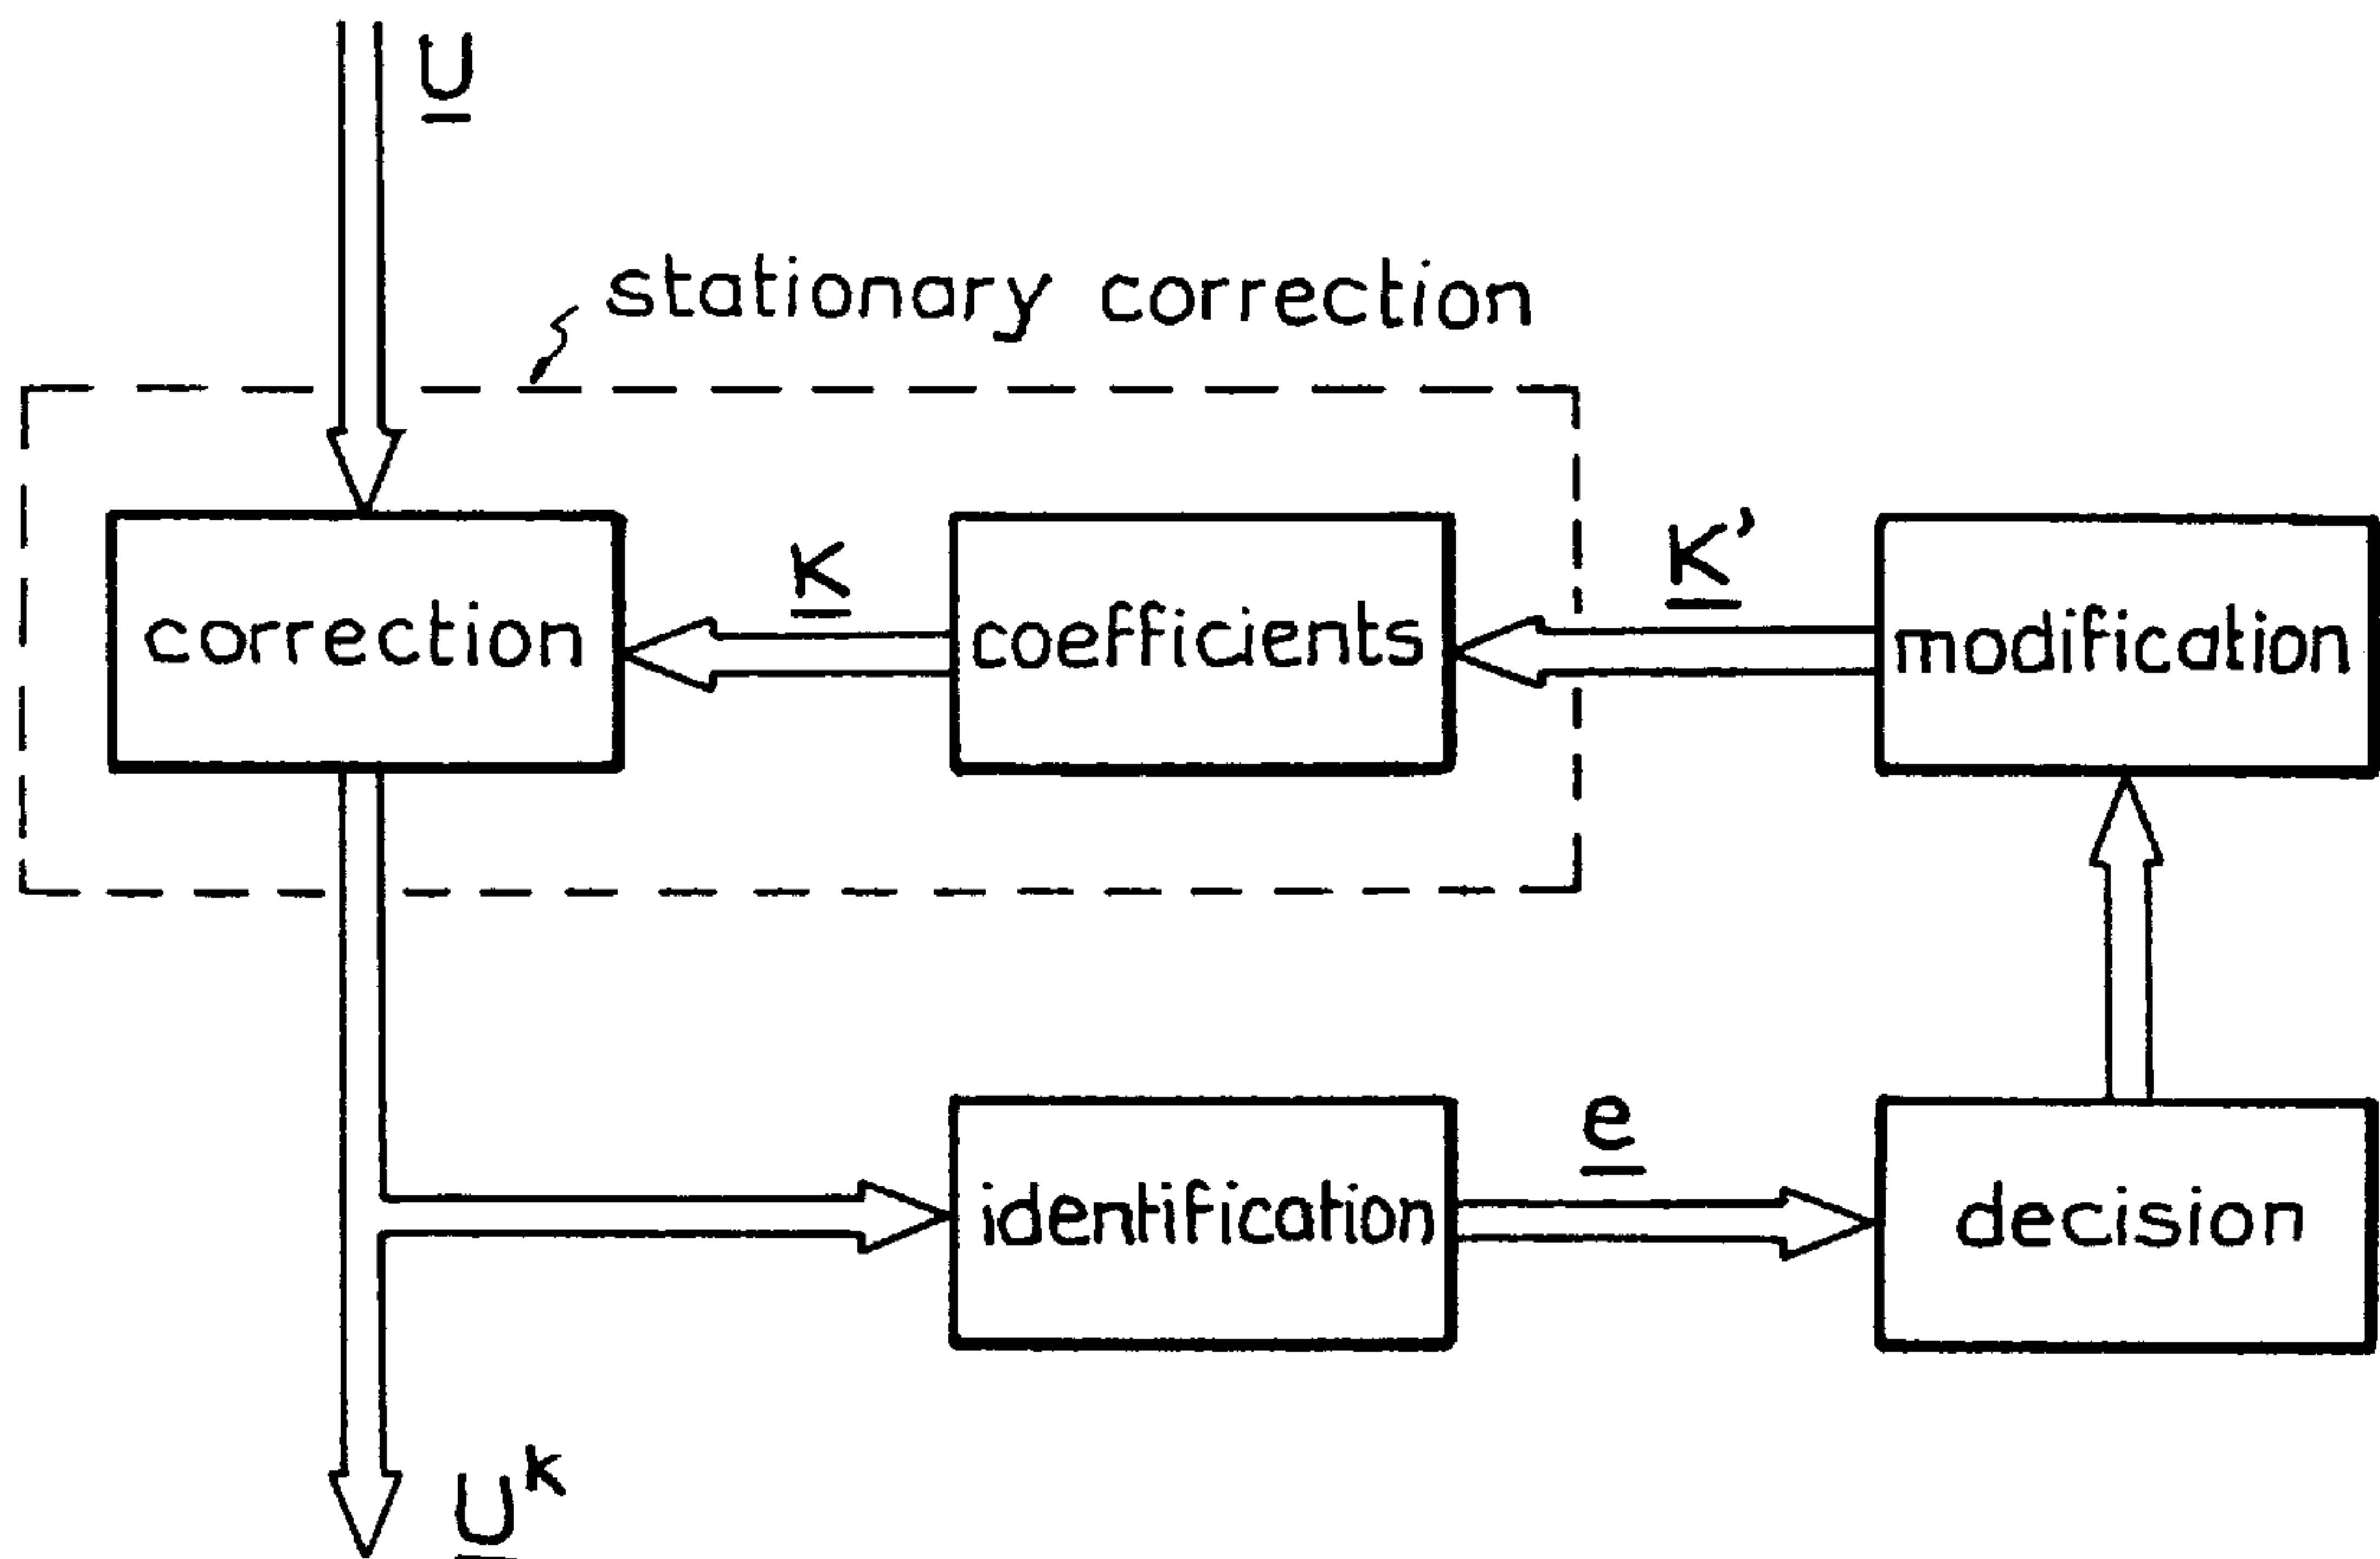 U
stationary correction
correction
K
coefficients
K'
modification
identification
e
decision
U^k